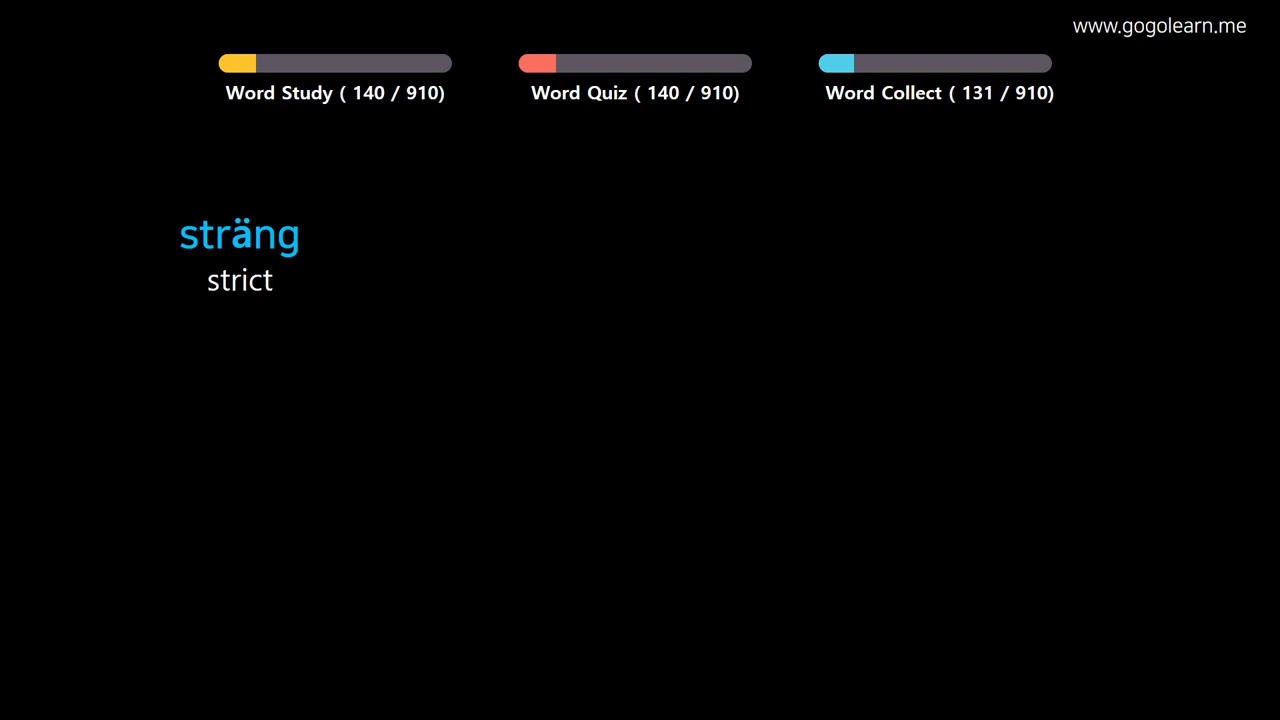 www.gogolearn.me
Word Study ( 140 / 910)
Word Quiz ( 140 / 910)
Word Collect ( 131 / 910)
sträng
strict